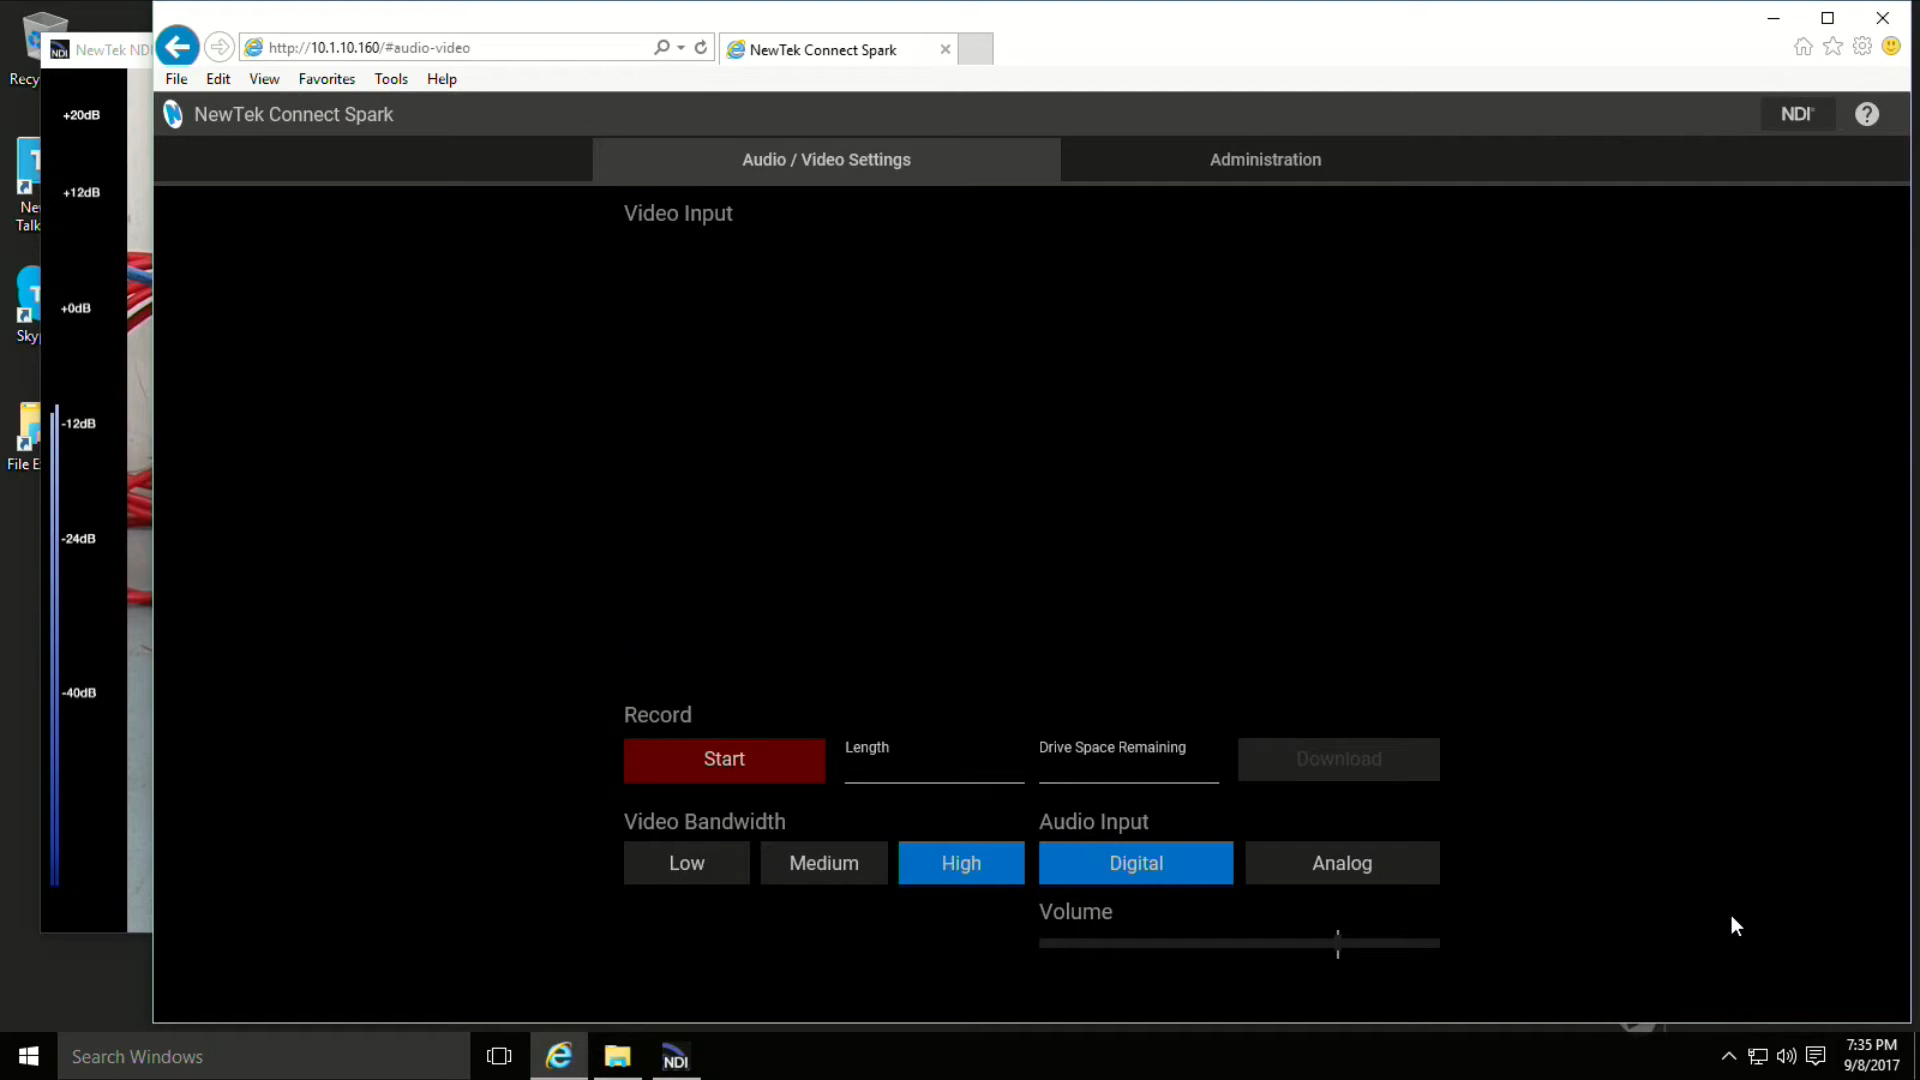 Recy
NewTek ND
http://10.1.10.160/#audio-video
NewTek Connect Spark
File Edit View Favorites Tools Help
NewTek Connect Spark
NDI
?
Audio / Video Settings
Administration
+20dB
+12dB
+0dB
-12dB
-24dB
-40dB
Ne
Talk
Sky
File E
Video Input
Record
Start
Length
Drive Space Remaining
Download
Video Bandwidth
Low
Medium
High
Audio Input
Digital
Analog
Volume
Search Windows
NDI
7:35 PM
9/8/2017